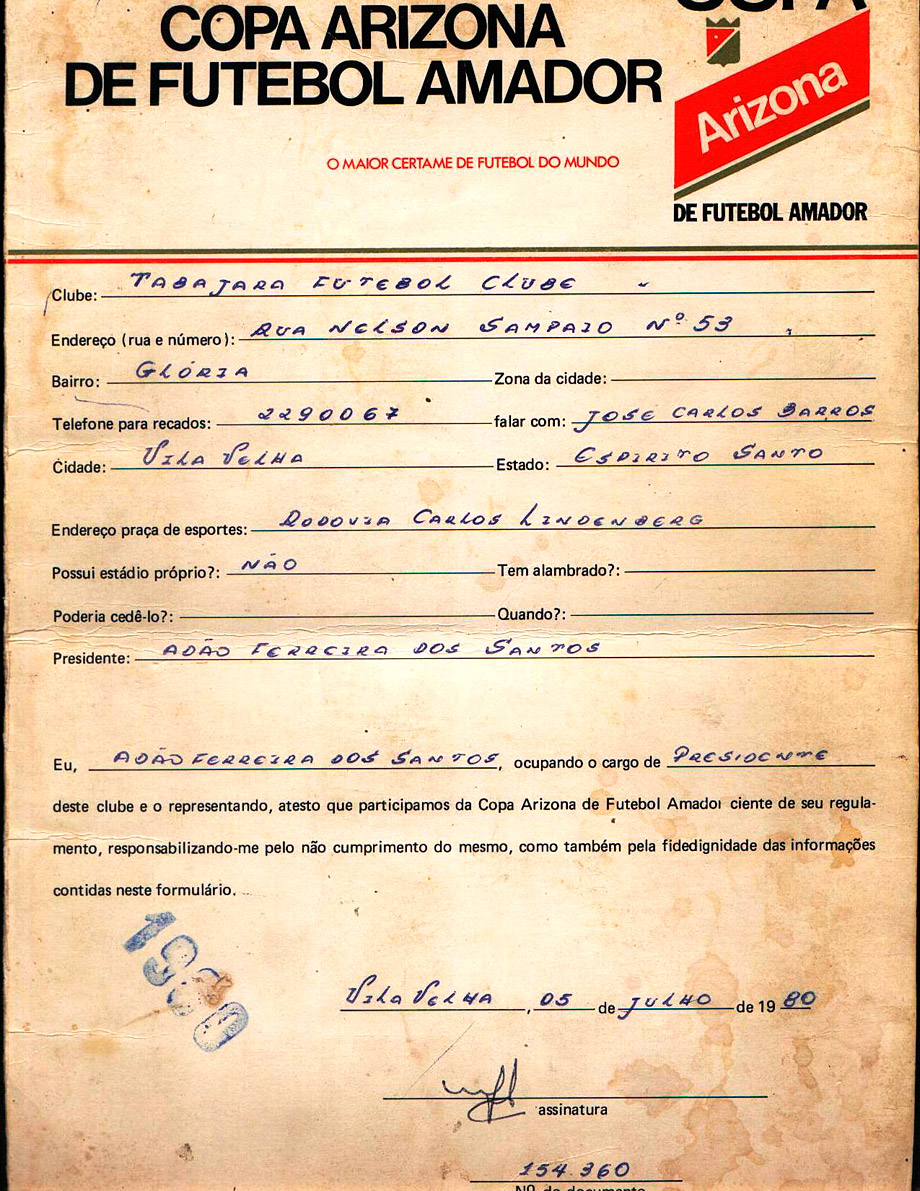 COPA ARIZONA
DE FUTEBOL AMADOR
COPA
Arizona
O MAIOR CERTAME DE FUTEBOL DO MUNDO
DE FUTEBOL AMADOR
Clube: TABAJARA FUTEBOL CLUBE
Endereço (rua e número): RUA NELSON SAMPAIO Nº 53
Bairro: GLÓRIA Zona da cidade:
Telefone para recados: 2290067 falar com: JOSE CARLOS BARROS
Cidade: VILA VELHA Estado: ESPIRITO SANTO
Endereço praça de esportes: RODOVIA CARLOS LINDENBERG
Possui estádio próprio?: NÃO Tem alambrado?:
Poderia cedê-lo?: Quando?:
Presidente: ADÃO FERREIRA DOS SANTOS
Eu, ADÃO FERREIRA DOS SANTOS, ocupando o cargo de PRESIDENTE
deste clube e o representando, atesto que participamos da Copa Arizona de Futebol Amador ciente de seu regula-
mento, responsabilizando-me pelo não cumprimento do mesmo, como também pela fidedignidade das informações
contidas neste formulário.
1980
VILA VELHA, 05 de JULHO de 19 80
assinatura
154.360
Nº do documento